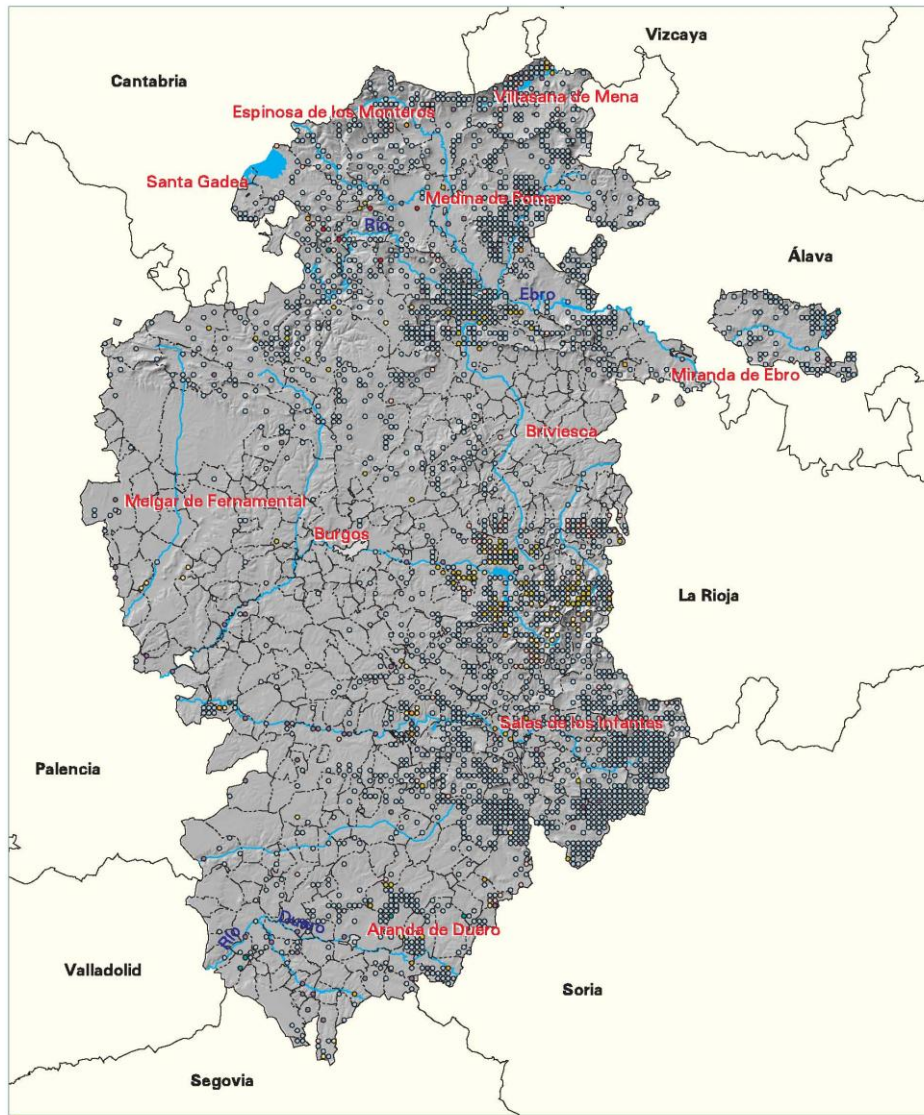 Vizcaya
Cantabria
Villasana de Mena
Espinosa de los Monteros
Santa Gadea
Medina de Pomar
Río
Álava
Ebro
Miranda de Ebro
Briviesca
Melgar de Fernamental
Burgos
La Rioja
Salas de los Infantes
Palencia
Duero
Río
Aranda de Duero
Valladolid
Soria
Segovia